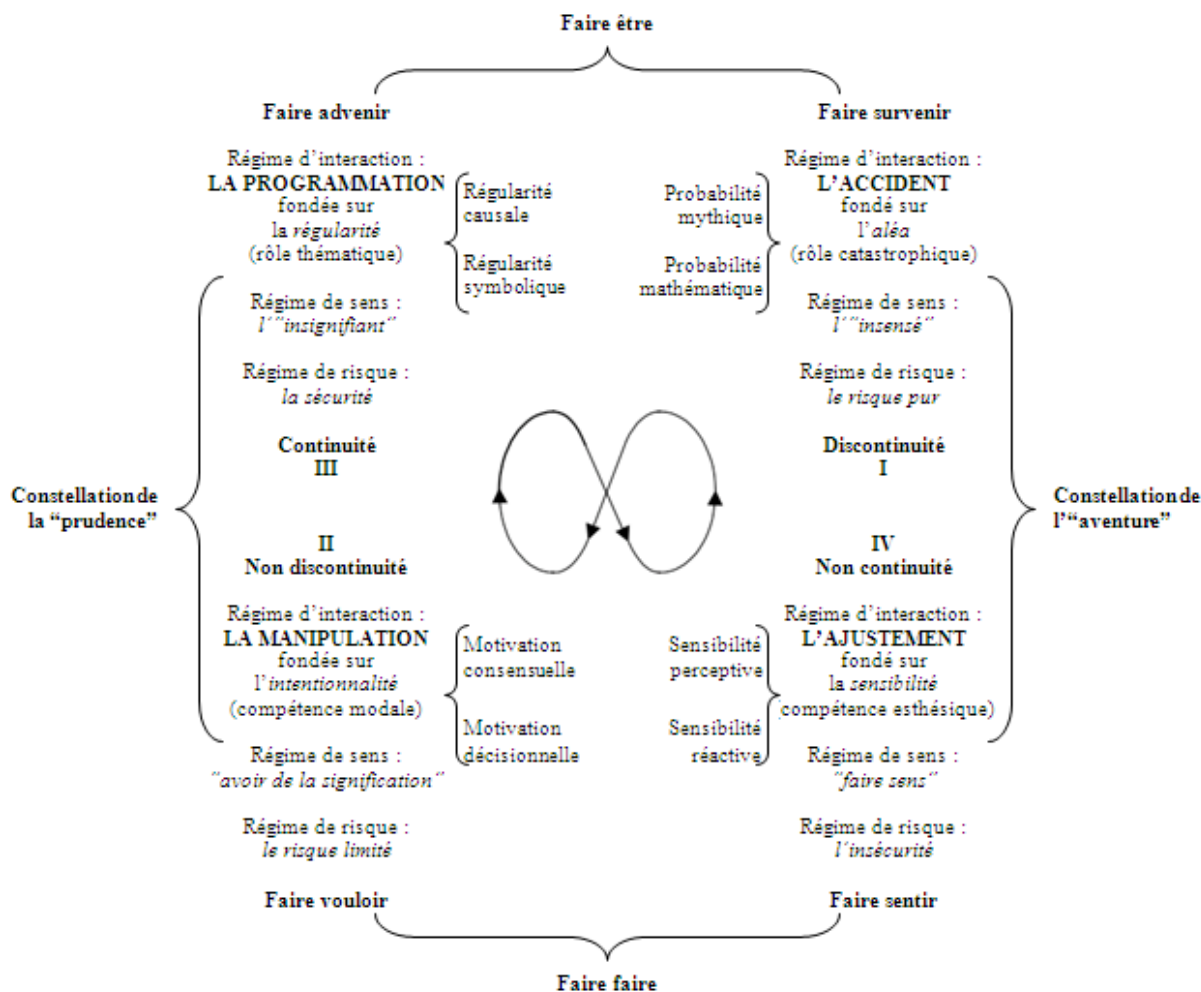 Faire être
Faire advenir
Régime d'interaction :
LA PROGRAMMATION
fondée sur
la régularité
(rôle thématique)
Régularité
causale
Régularité
symbolique
Régime de sens :
l'"insignifiant"
Régime de risque :
la sécurité
Continuité
III
Faire survenir
Régime d'interaction :
L'ACCIDENT
fondé sur
l'aléa
(rôle catastrophique)
Probabilité
mythique
Probabilité
mathématique
Régime de sens :
l'"insensé"
Régime de risque :
le risque pur
Discontinuité
I
Constellation de
la “prudence”
Constellation de
l'“aventure”
II
Non discontinuité
Régime d'interaction :
LA MANIPULATION
fondée sur
l'intentionnalité
(compétence modale)
Motivation
consensuelle
Motivation
décisionnelle
Régime de sens :
"avoir de la signification"
Régime de risque :
le risque limité
Faire vouloir
IV
Non continuité
Régime d'interaction :
L'AJUSTEMENT
fondé sur
la sensibilité
(compétence esthésique)
Sensibilité
perceptive
Sensibilité
réactive
Régime de sens :
"faire sens"
Régime de risque :
l'insécurité
Faire sentir
Faire faire